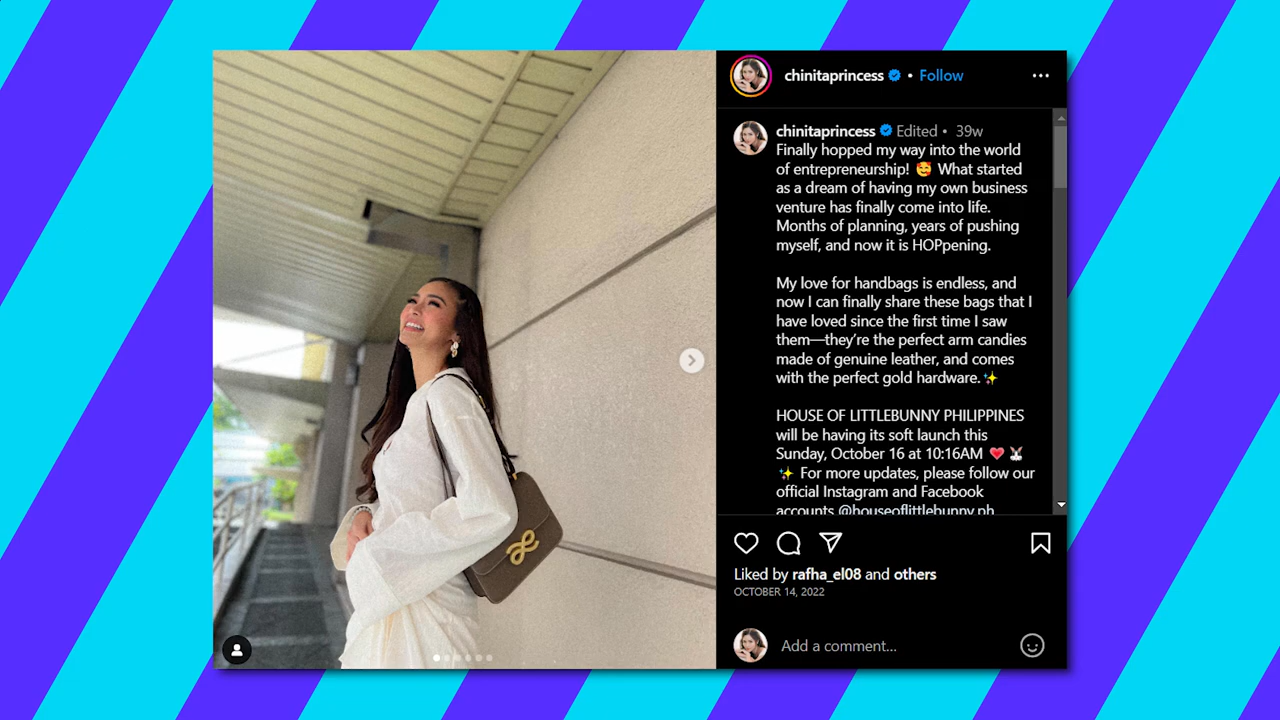 chinitaprincess • Follow
chinitaprincess Edited • 39w
Finally hopped my way into the world
of entrepreneurship! 🥰 What started
as a dream of having my own business
venture has finally come into life.
Months of planning, years of pushing
myself, and now it is HOPpening.
My love for handbags is endless, and
now I can finally share these bags that I
have loved since the first time I saw
them—they’re the perfect arm candies
made of genuine leather, and comes
with the perfect gold hardware.✨
HOUSE OF LITTLEBUNNY PHILIPPINES
will be having its soft launch this
Sunday, October 16 at 10:16AM ❤️ 🐰
✨ For more updates, please follow our
official Instagram and Facebook
accounts @houseoflittlebunny.ph
Liked by rafha_el08 and others
OCTOBER 14, 2022
Add a comment...